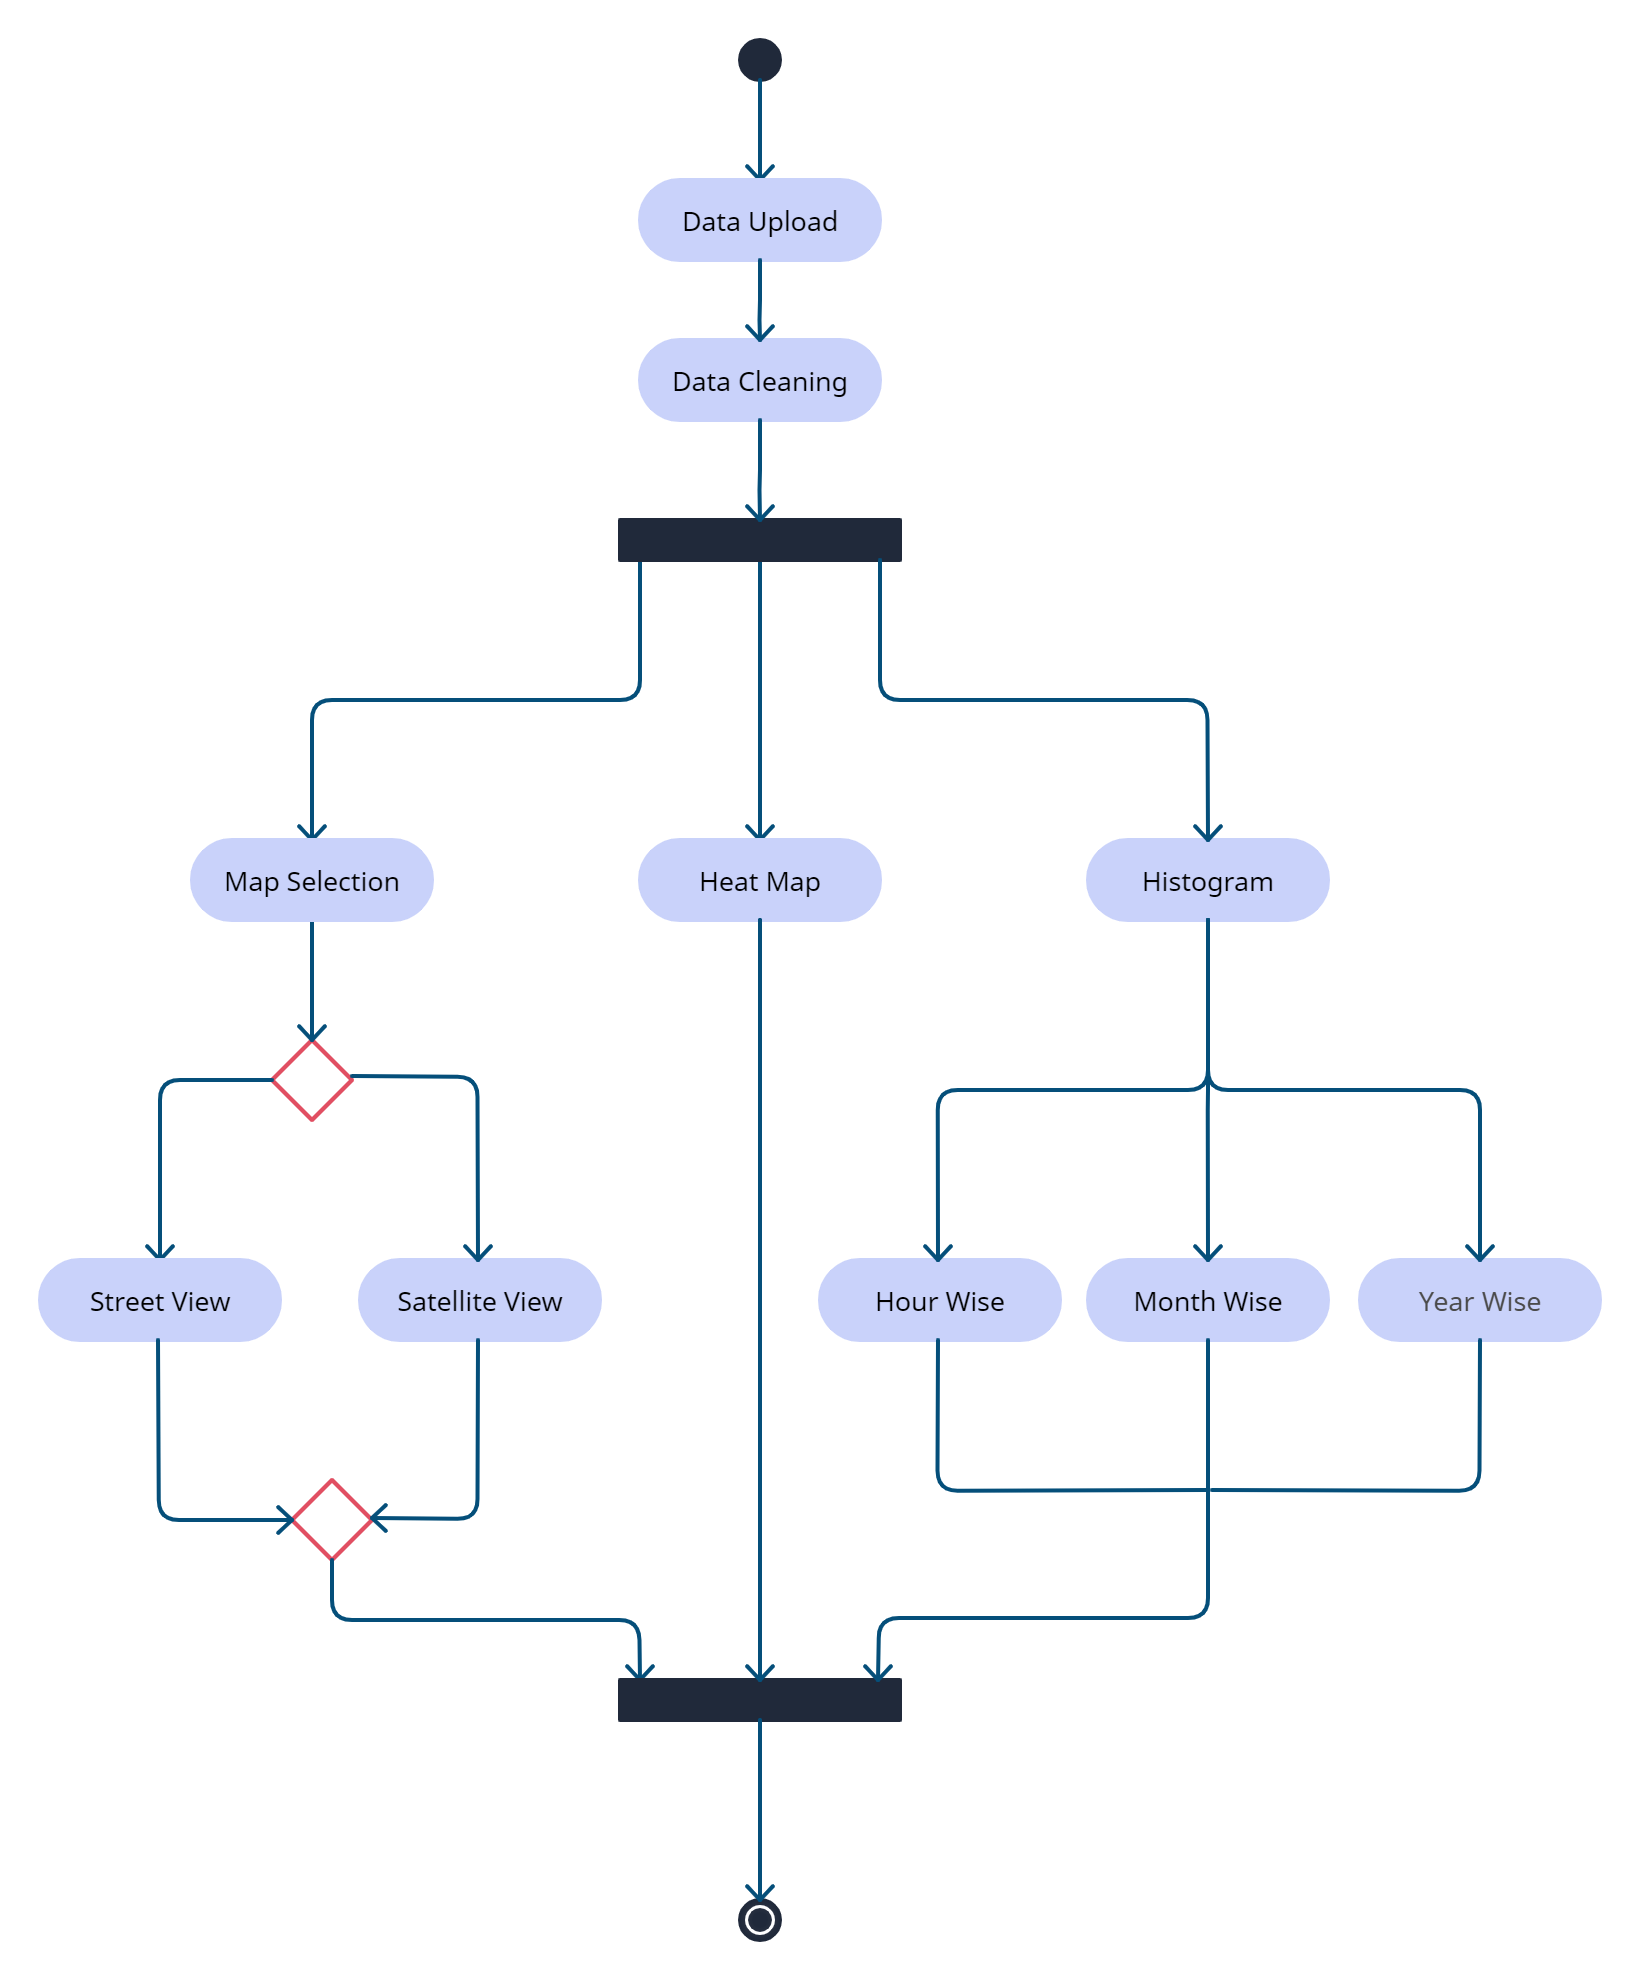 Data Upload
Data Cleaning
Map Selection
Heat Map
Histogram
Street View
Satellite View
Hour Wise
Month Wise
Year Wise